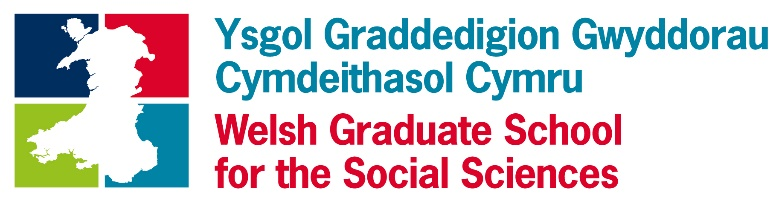 Ysgol Graddedigion Gwyddorau
Cymdeithasol Cymru
Welsh Graduate School
for the Social Sciences